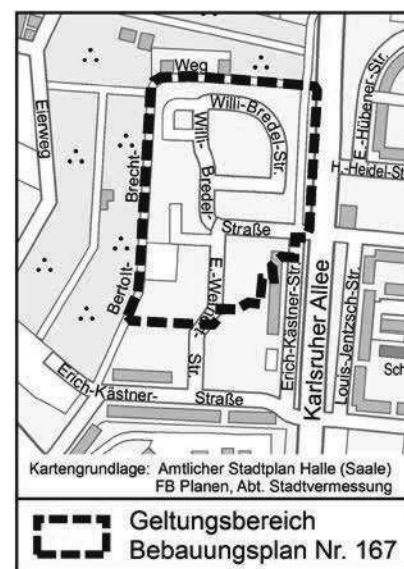 Weg
Eierweg
Willi-Bredel-Str.
E.-Hübener-Str.
Willi-
Bredel-
Brecht-
H.-Heidel-St
Straße
Bertolt-
Erich-Kästner-Str.
Karlsruher Allee
Louis-Jentzsch-Str.
Str.
Sch
Erich-Kästner-
Straße
Kartengrundlage: Amtlicher Stadtplan Halle (Saale)
FB Planen, Abt. Stadtvermessung
Geltungsbereich
Bebauungsplan Nr. 167